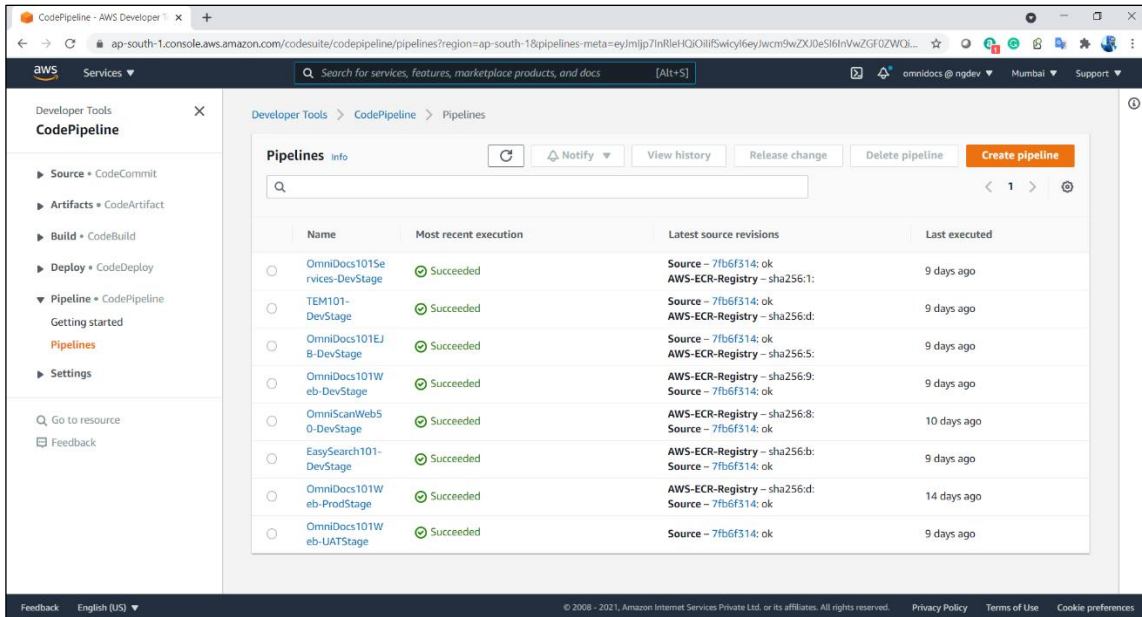 CodePipeline - AWS Developer T
ap-south-1.console.aws.amazon.com/codesuite/codepipeline/pipelines?region=ap-south-1&pipelines-meta=
aws Services Search for services, features, marketplace products, and docs [Alt+S] omnidocs @ ngdev Mumbai Support
Developer Tools
CodePipeline
Source • CodeCommit
Artifacts • CodeArtifact
Build • CodeBuild
Deploy • CodeDeploy
Pipeline • CodePipeline
Getting started
Pipelines
Settings
Go to resource
Feedback
Developer Tools > CodePipeline > Pipelines
Pipelines Info Notify View history Release change Delete pipeline Create pipeline
< 1 >
Name Most recent execution Latest source revisions Last executed
OmniDocs101Se Succeeded Source – 7fb6f314: ok 9 days ago
rvices-DevStage AWS-ECR-Registry – sha256:1:
TEM101- Succeeded Source – 7fb6f314: ok 9 days ago
DevStage AWS-ECR-Registry – sha256:d:
OmniDocs101EJ Succeeded Source – 7fb6f314: ok 9 days ago
B-DevStage AWS-ECR-Registry – sha256:5:
OmniDocs101W Succeeded AWS-ECR-Registry – sha256:9: 9 days ago
eb-DevStage Source – 7fb6f314: ok
OmniScanWeb5 Succeeded AWS-ECR-Registry – sha256:8: 10 days ago
0-DevStage Source – 7fb6f314: ok
EasySearch101- Succeeded AWS-ECR-Registry – sha256:b: 9 days ago
DevStage Source – 7fb6f314: ok
OmniDocs101W Succeeded AWS-ECR-Registry – sha256:d: 14 days ago
eb-ProdStage Source – 7fb6f314: ok
OmniDocs101W Succeeded Source – 7fb6f314: ok 9 days ago
eb-UATStage
Feedback English (US) © 2008 - 2021, Amazon Internet Services Private Ltd. or its affiliates. All rights reserved. Privacy Policy Terms of Use Cookie preferences